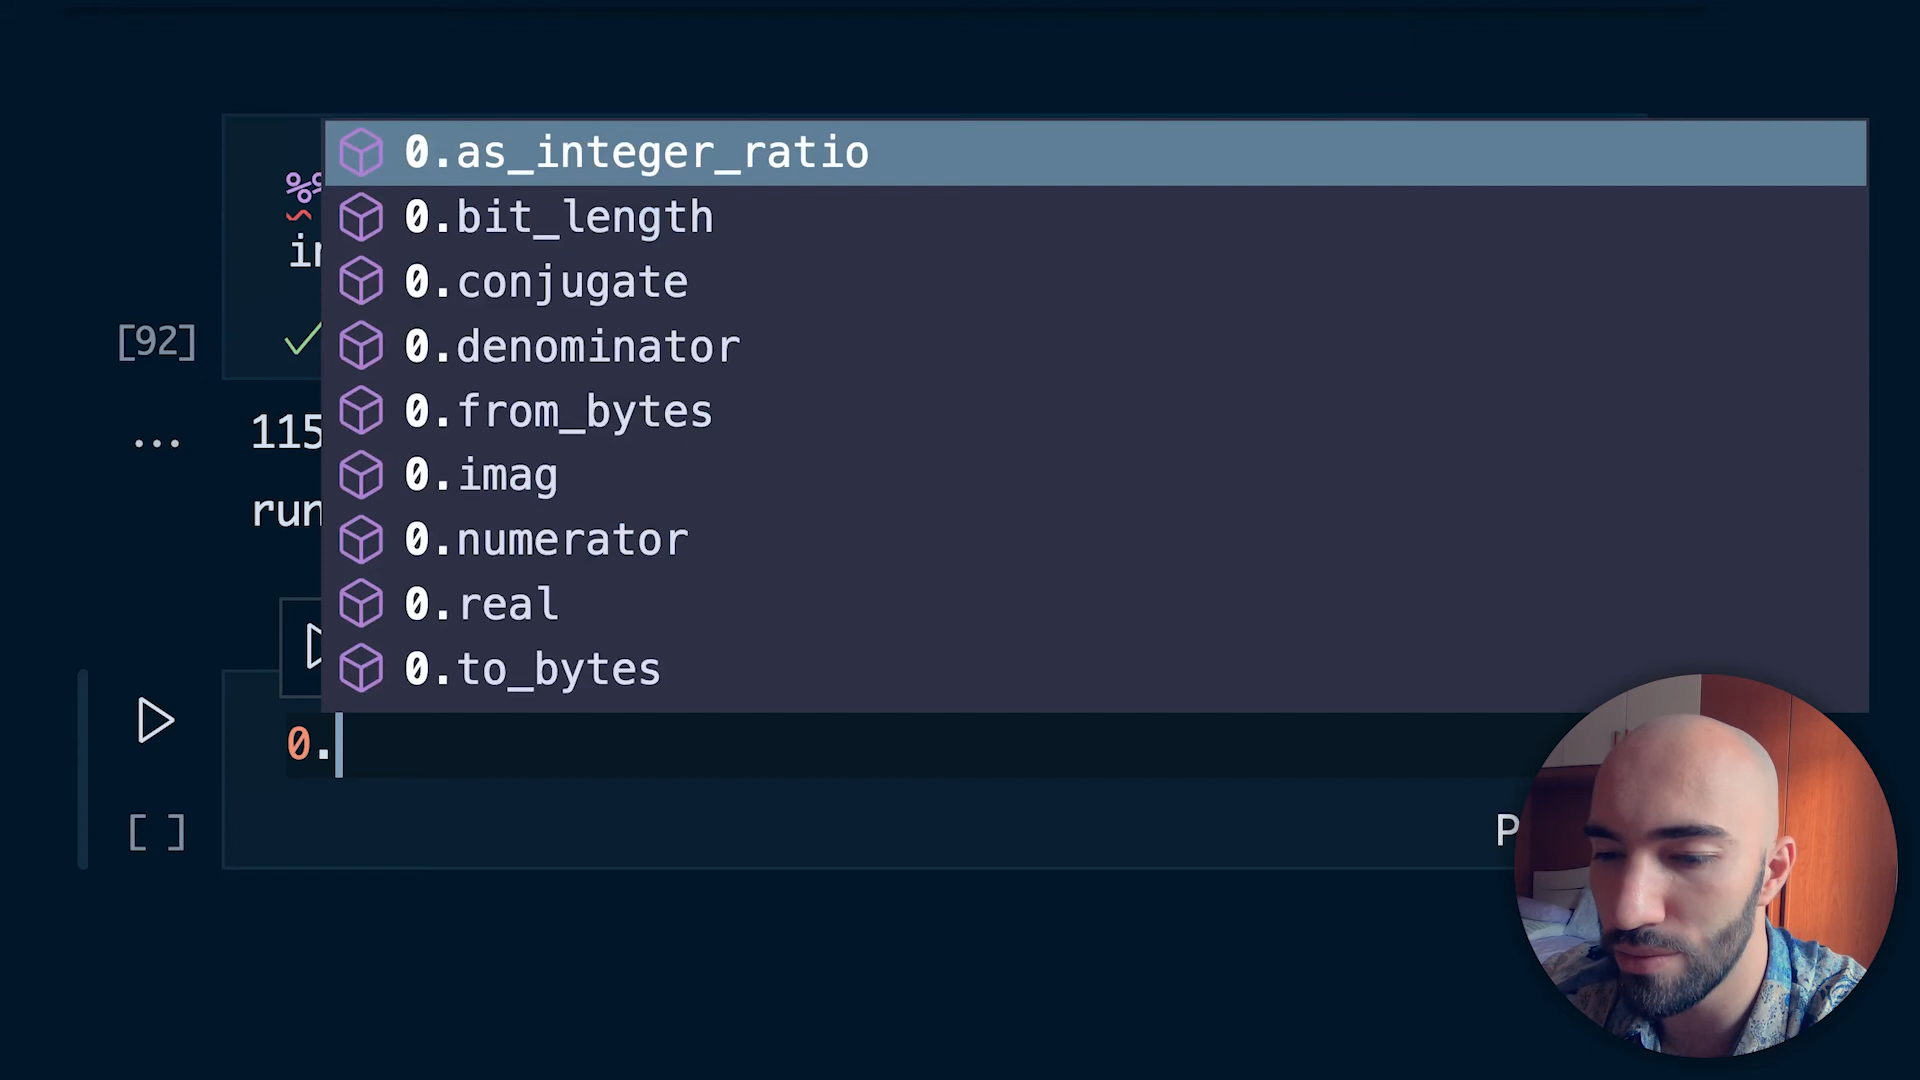 0.as_integer_ratio
%%
0.bit_length
0.conjugate
[92]
0.denominator
0.from_bytes
... 115
0.imag
run
0.numerator
0.real
0.to_bytes
0.
[ ]
P